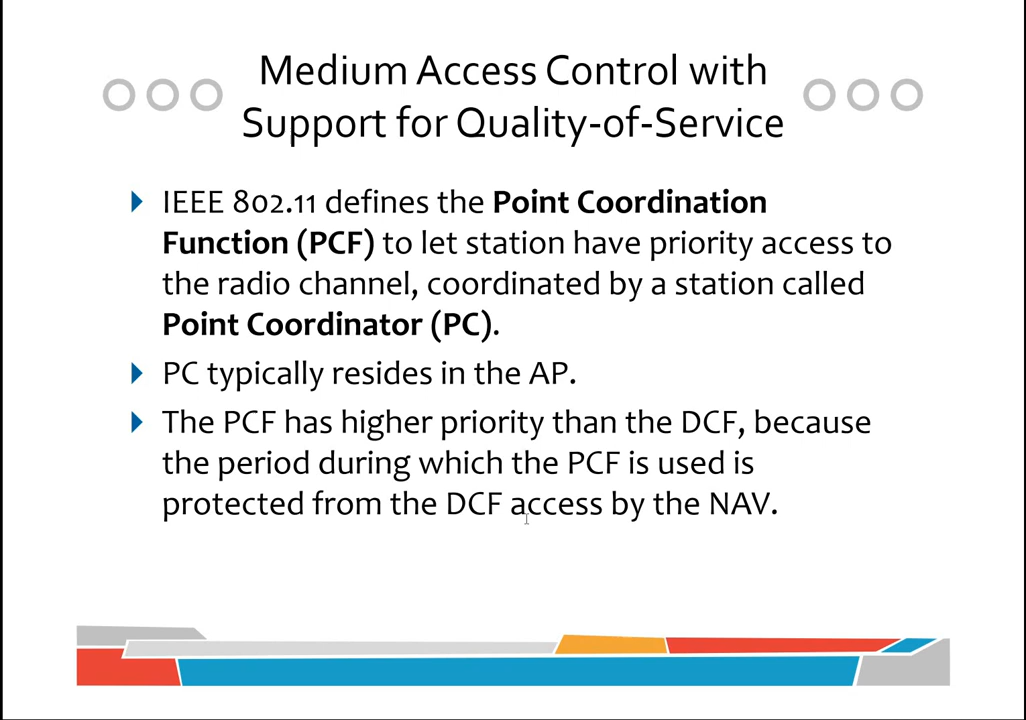 Medium Access Control with
Support for Quality-of-Service
IEEE 802.11 defines the Point Coordination
Function (PCF) to let station have priority access to
the radio channel, coordinated by a station called
Point Coordinator (PC).
PC typically resides in the AP.
The PCF has higher priority than the DCF, because
the period during which the PCF is used is
protected from the DCF access by the NAV.